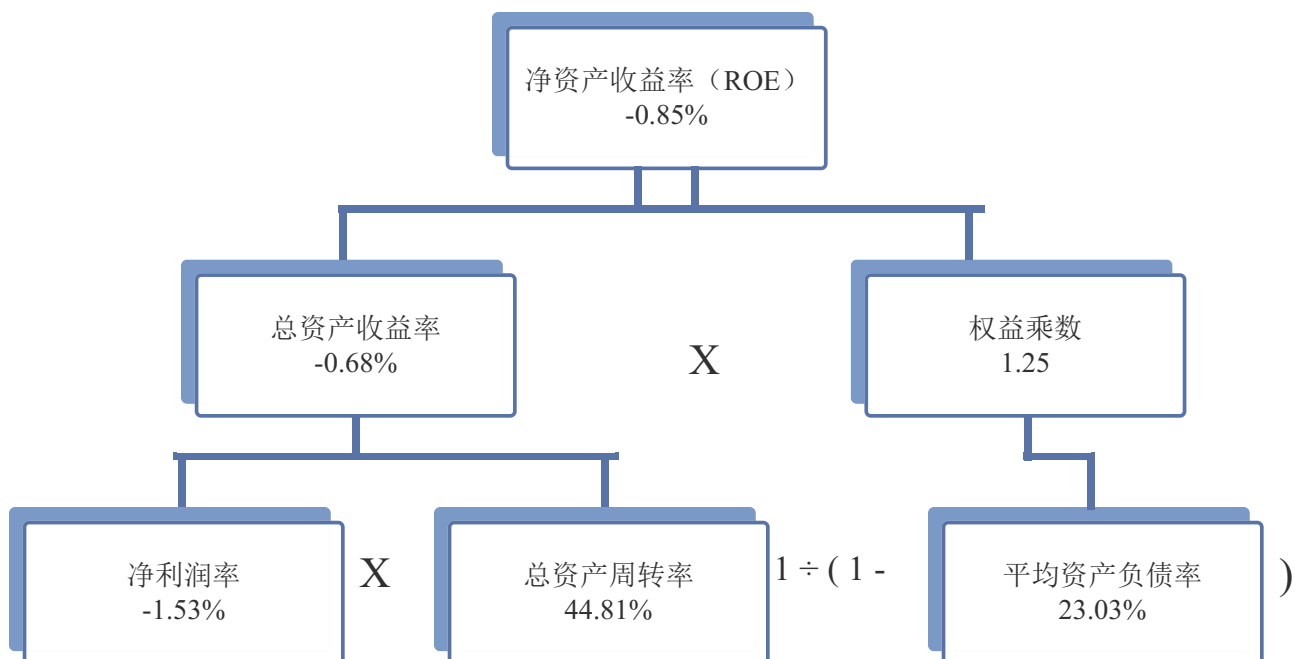 净资产收益率（ROE）
-0.85%
总资产收益率
-0.68%
X
权益乘数
1.25
净利润率
-1.53%
X
总资产周转率
44.81%
1 ÷ ( 1 -
平均资产负债率
23.03%
)